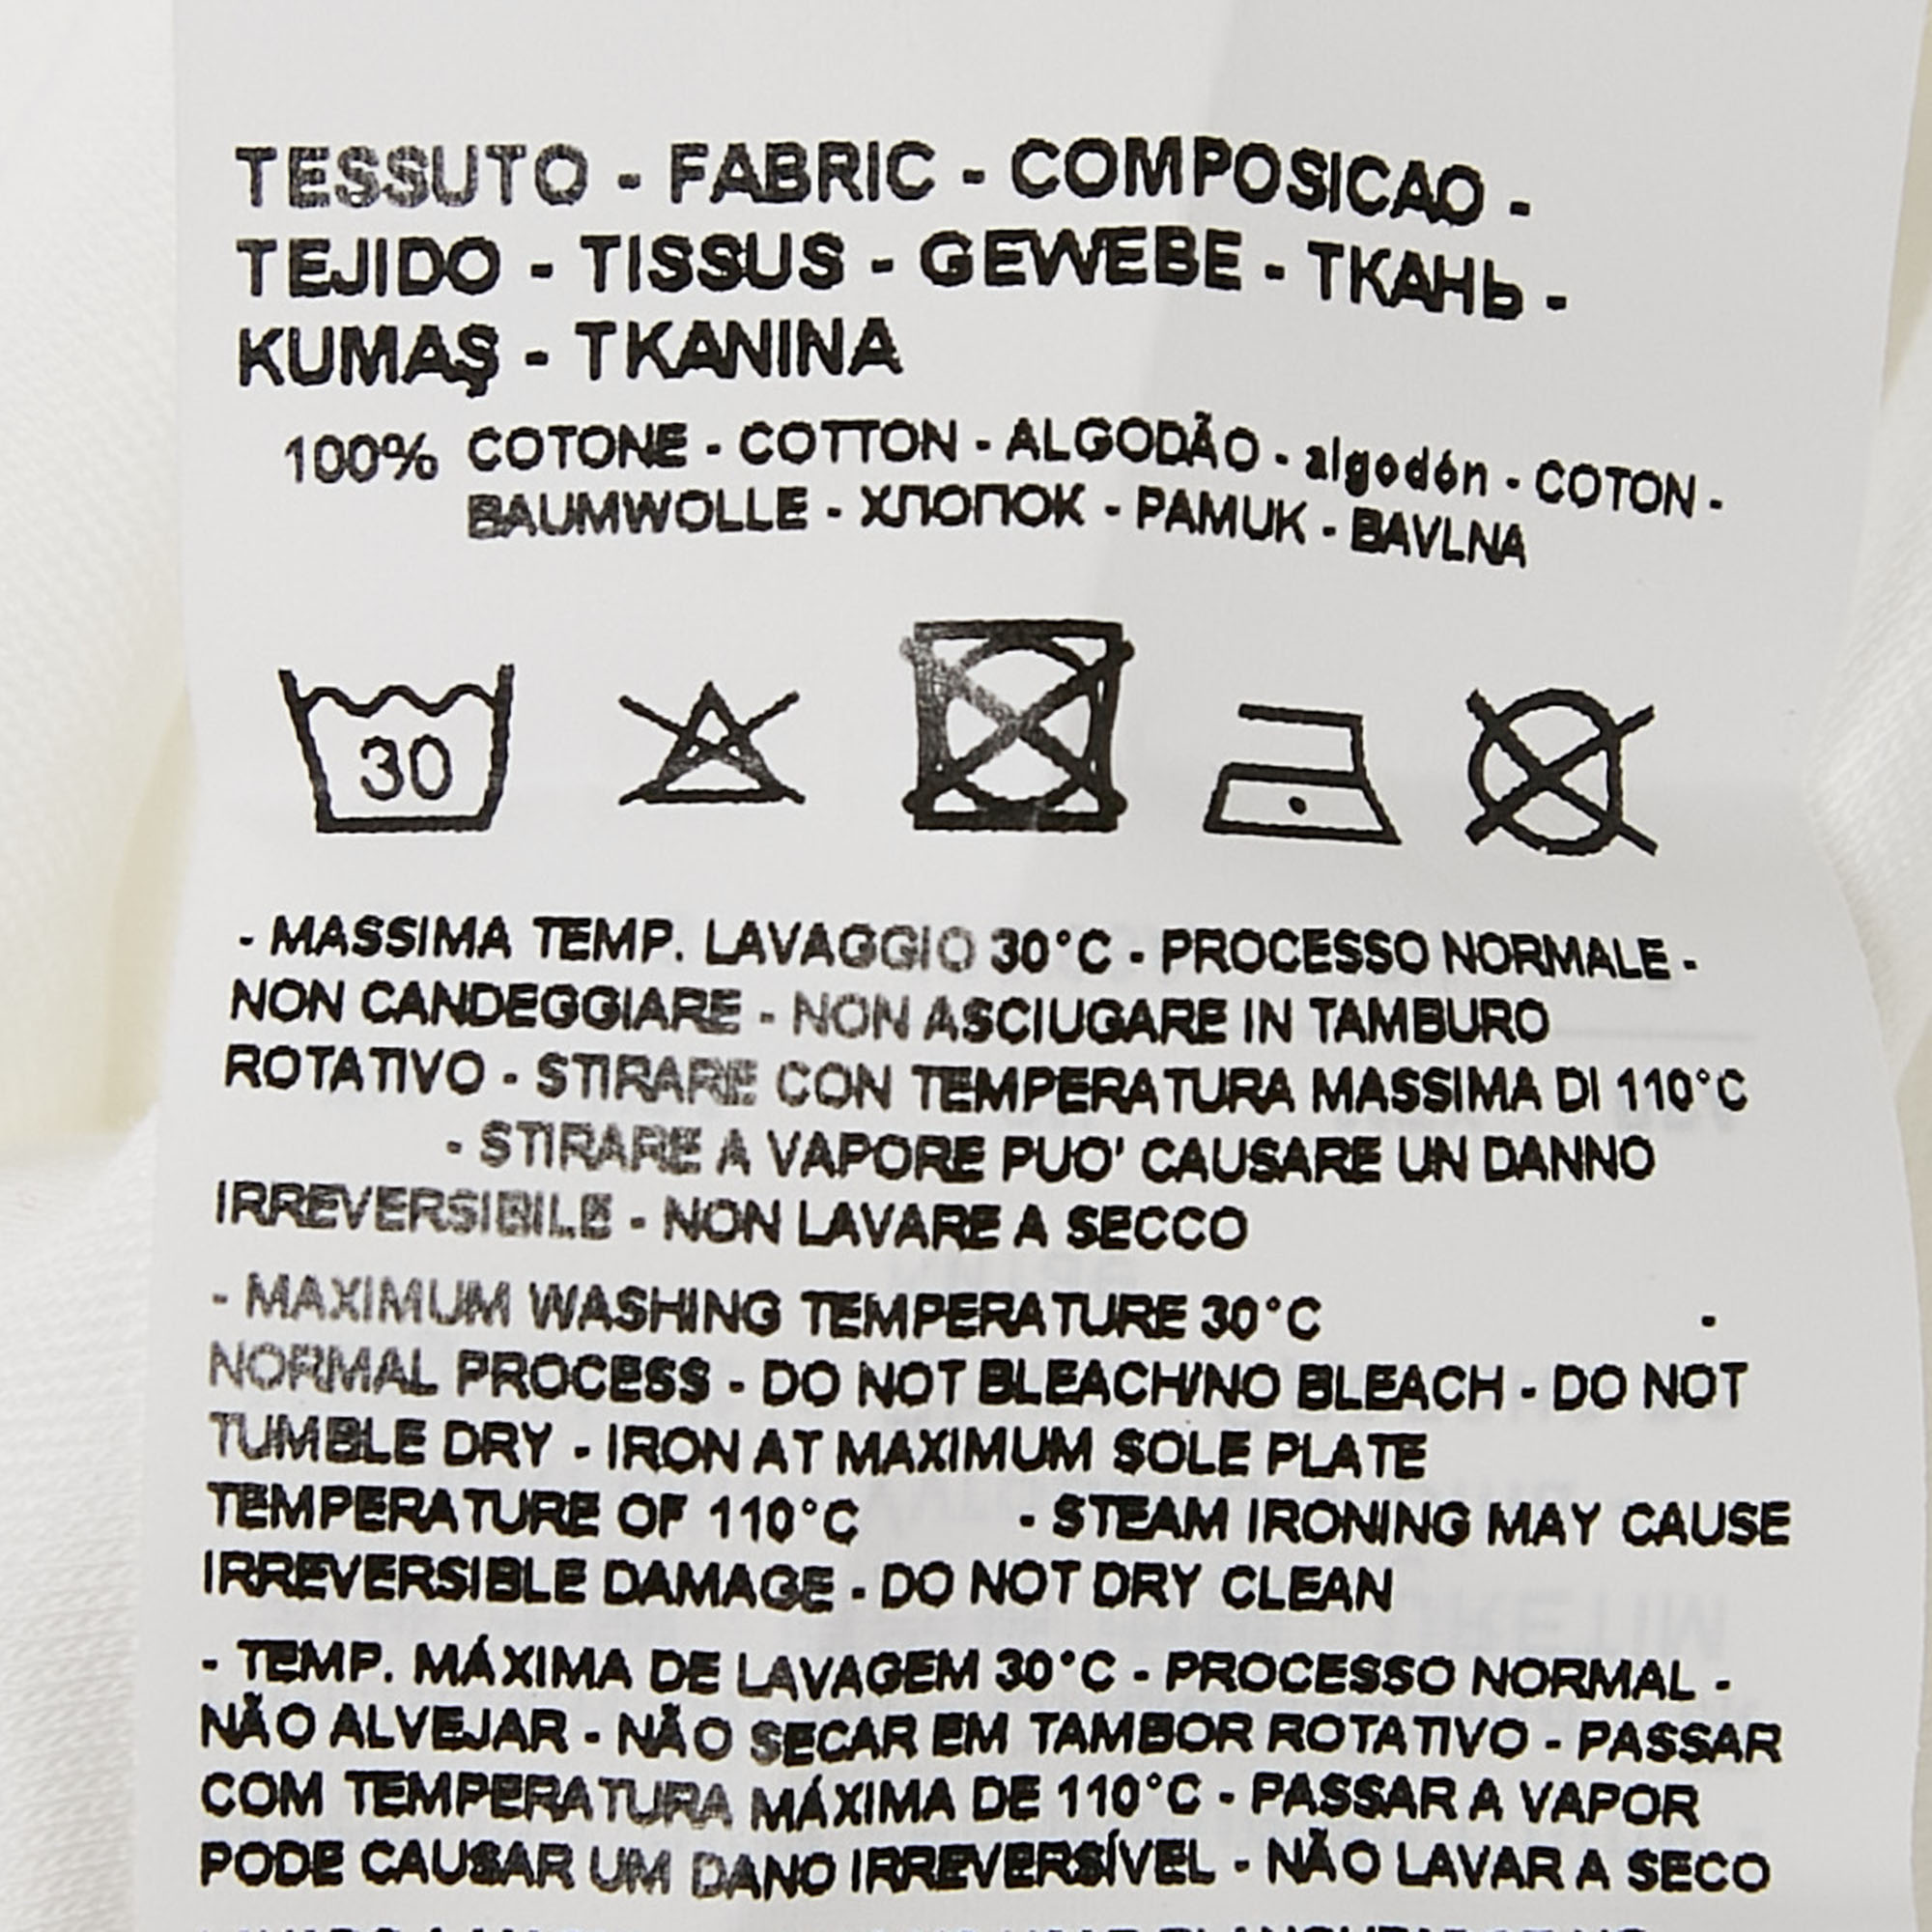 TESSUTO - FABRIC - COMPOSICAO -
TEJIDO - TISSUS - GEWEBE - ТКАНЬ -
KUMAŞ - TKANINA
100% COTONE - COTTON - ALGODÃO - algodón - COTON -
BAUMWOLLE - ХЛОПОК - PAMUK - BAVLNA
30
- MASSIMA TEMP. LAVAGGIO 30°C - PROCESSO NORMALE -
NON CANDEGGIARE - NON ASCIUGARE IN TAMBURO
ROTATIVO - STIRARE CON TEMPERATURA MASSIMA DI 110°C
- STIRARE A VAPORE PUO' CAUSARE UN DANNO
IRREVERSIBILE - NON LAVARE A SECCO
- MAXIMUM WASHING TEMPERATURE 30°C -
NORMAL PROCESS - DO NOT BLEACH/NO BLEACH - DO NOT
TUMBLE DRY - IRON AT MAXIMUM SOLE PLATE
TEMPERATURE OF 110°C - STEAM IRONING MAY CAUSE
IRREVERSIBLE DAMAGE - DO NOT DRY CLEAN
- TEMP. MÁXIMA DE LAVAGEM 30°C - PROCESSO NORMAL -
NÃO ALVEJAR - NÃO SECAR EM TAMBOR ROTATIVO - PASSAR
COM TEMPERATURA MÁXIMA DE 110°C - PASSAR A VAPOR
PODE CAUSAR UM DANO IRREVERSÍVEL - NÃO LAVAR A SECO